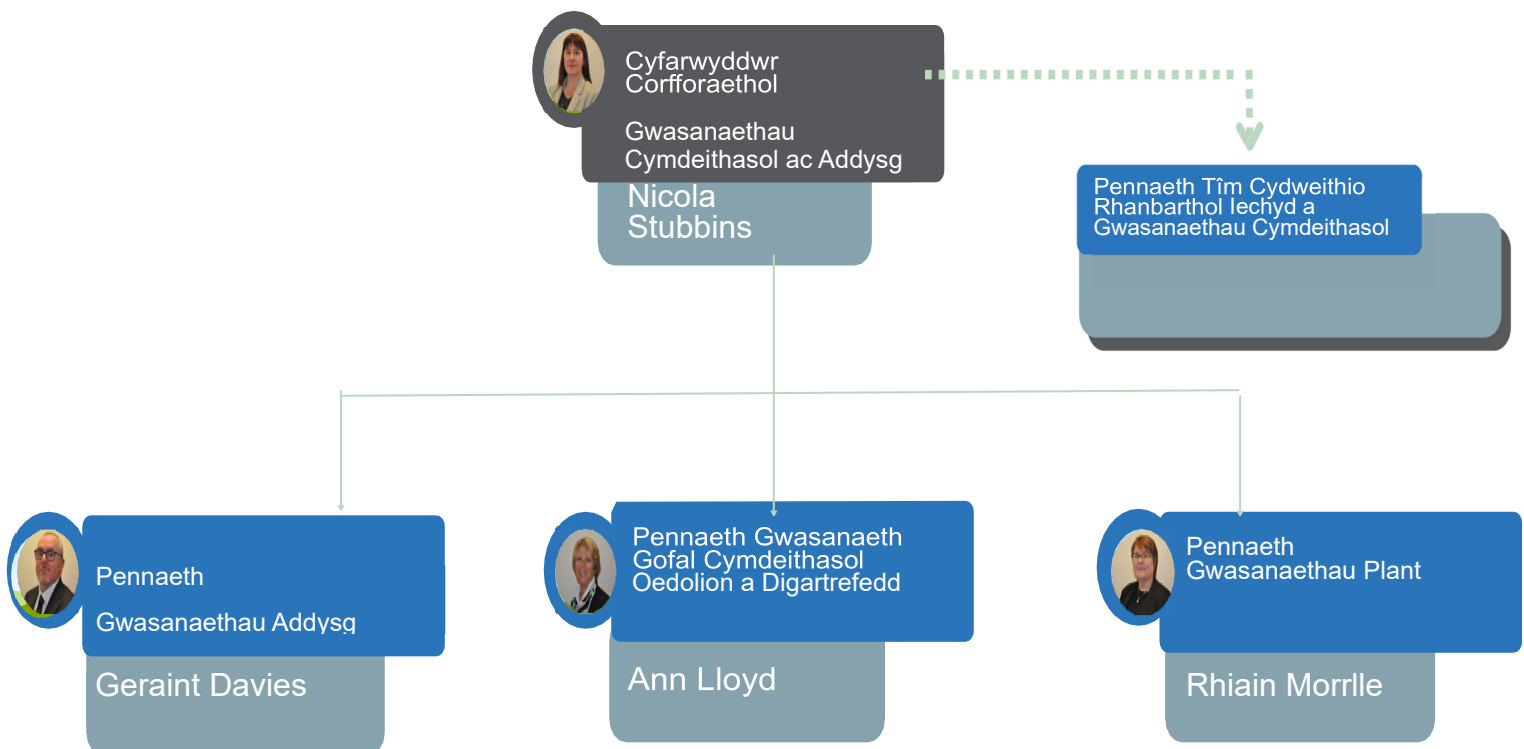 Cyfarwyddwr
Corfforaethol
Gwasanaethau
Cymdeithasol ac Addysg
Nicola
Stubbins
Pennaeth Tîm Cydweithio
Rhanbarthol Iechyd a
Gwasanaethau Cymdeithasol
Pennaeth
Gwasanaethau Addysg
Geraint Davies
Pennaeth Gwasanaeth
Gofal Cymdeithasol
Oedolion a Digartrefedd
Ann Lloyd
Pennaeth
Gwasanaethau Plant
Rhiain Morrlle